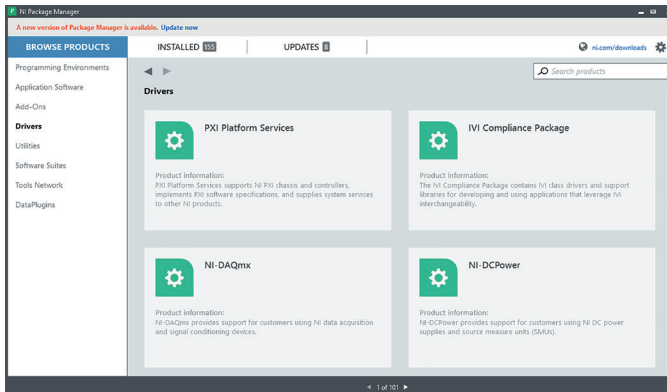 NI Package Manager
A new version of Package Manager is available. Update now
BROWSE PRODUCTS
INSTALLED 155
UPDATES 8
ni.com/downloads
Programming Environments
Application Software
Add-Ons
Drivers
Utilities
Software Suites
Tools Network
DataPlugins
Search products
Drivers
PXI Platform Services
Product information:
PXI Platform Services supports NI PXI chassis and controllers,
implements PXI software specifications, and supplies system services
to other NI products.
IVI Compliance Package
Product information:
The IVI Compliance Package contains IVI class drivers and support
libraries for developing and using applications that leverage IVI
interchangeability.
NI-DAQmx
Product information:
NI-DAQmx provides support for customers using NI data acquisition
and signal conditioning devices.
NI-DCPower
Product information:
NI-DCPower provides support for customers using NI DC power
supplies and source measure units (SMUs).
1 of 101